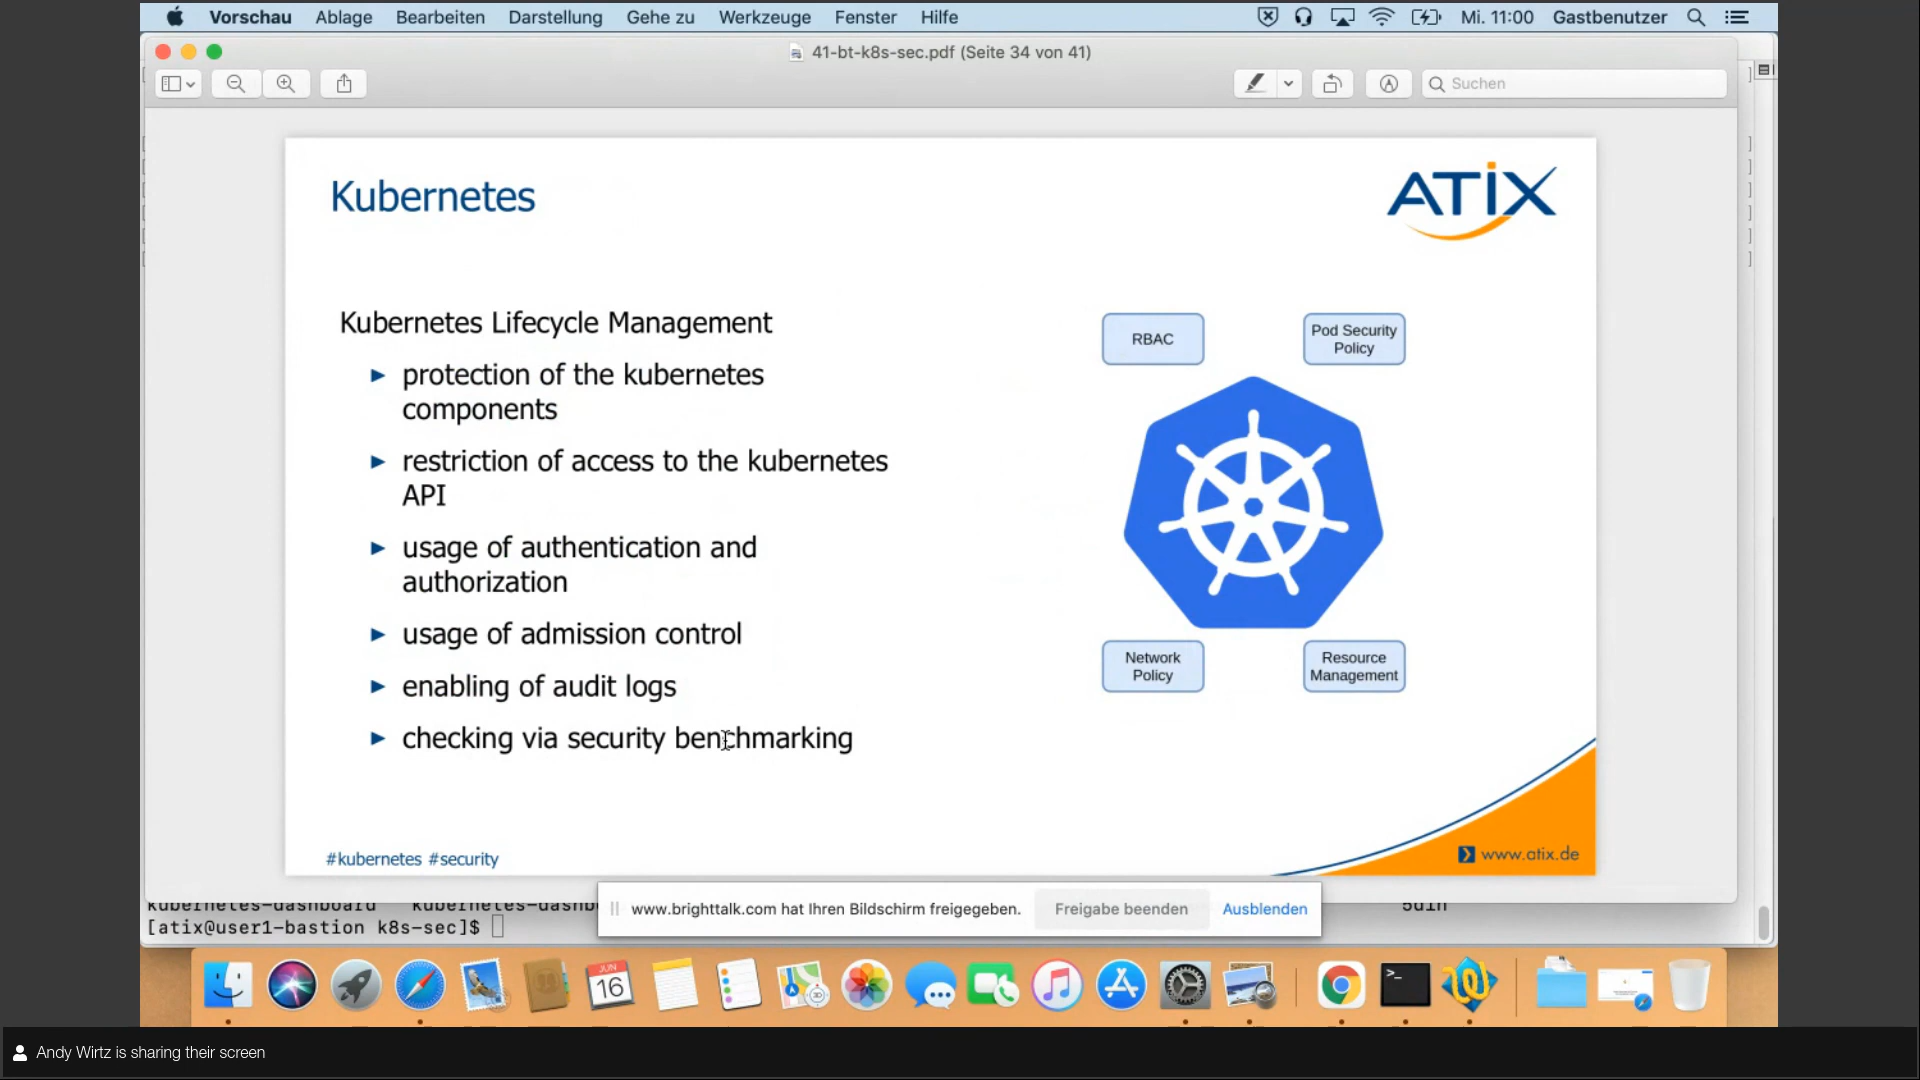 Vorschau Ablage Bearbeiten Darstellung Gehe zu Werkzeuge Fenster Hilfe Mi. 11:00 Gastbenutzer
41-bt-k8s-sec.pdf (Seite 34 von 41)
Suchen
Kubernetes
ATIX
Kubernetes Lifecycle Management
► protection of the kubernetes
components
► restriction of access to the kubernetes
API
► usage of authentication and
authorization
► usage of admission control
► enabling of audit logs
► checking via security benchmarking
RBAC
Pod Security
Policy
Network
Policy
Resource
Management
#kubernetes #security
www.atix.de
kubernetes-dashboard
www.brighttalk.com hat Ihren Bildschirm freigegeben. Freigabe beenden Ausblenden
[atix@user1-bastion k8s-sec]$
JUN
16
Andy Wirtz is sharing their screen